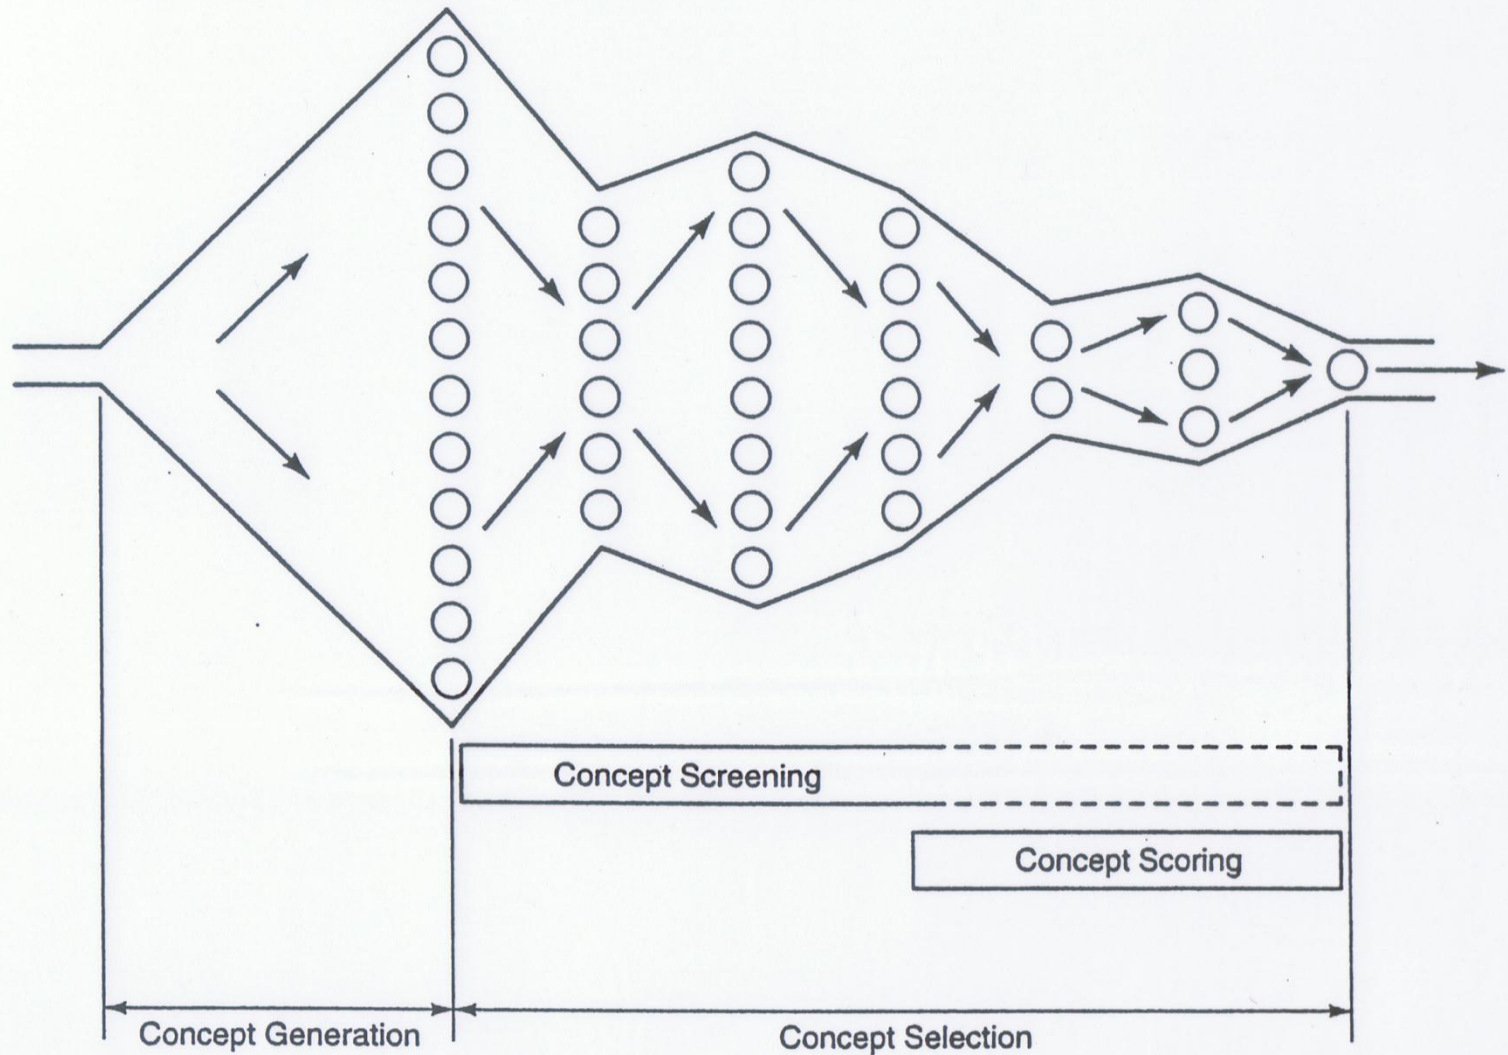 Concept Screening
Concept Scoring
Concept Generation
Concept Selection